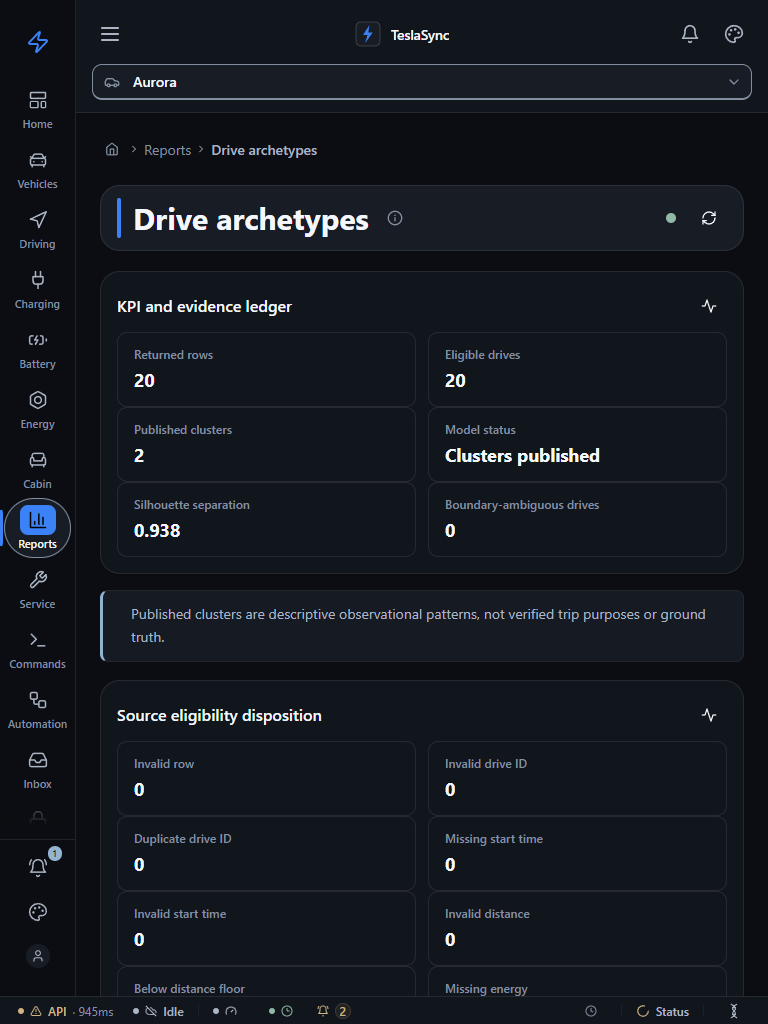 TeslaSync
Aurora
Home
Vehicles
Driving
Charging
Battery
Energy
Cabin
Reports
Service
Commands
Automation
Inbox
1
Reports
Drive archetypes
Drive archetypes
KPI and evidence ledger
Returned rows
20
Eligible drives
20
Published clusters
2
Model status
Clusters published
Silhouette separation
0.938
Boundary-ambiguous drives
0
Published clusters are descriptive observational patterns, not verified trip purposes or ground
truth.
Source eligibility disposition
Invalid row
0
Invalid drive ID
0
Duplicate drive ID
0
Missing start time
0
Invalid start time
0
Invalid distance
0
Below distance floor
Missing energy
API · 945ms
Idle
2
Status